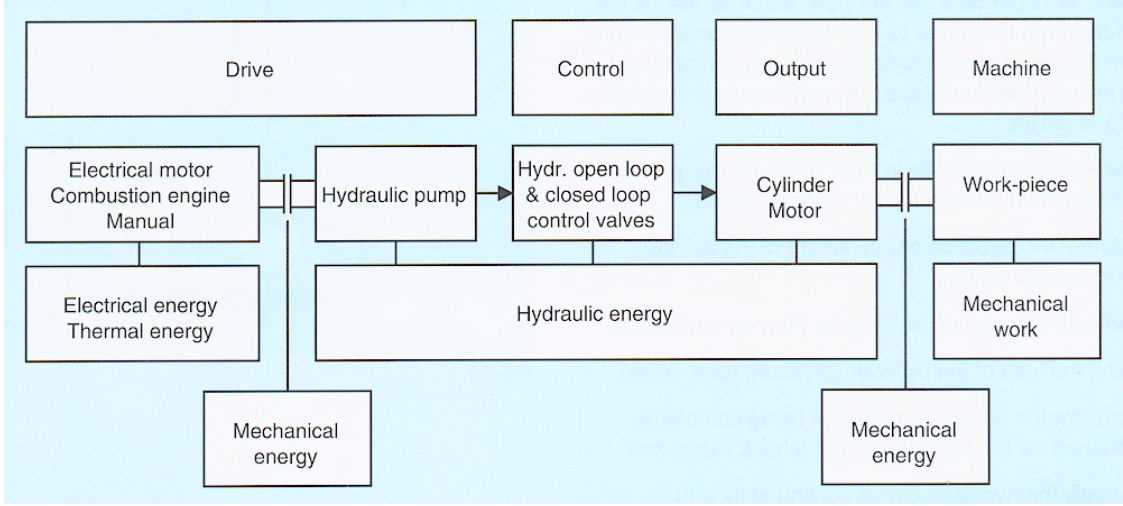 Drive
Control
Output
Machine
Electrical motor
Combustion engine
Manual
Hydraulic pump
Hydr. open loop
& closed loop
control valves
Cylinder
Motor
Work-piece
Electrical energy
Thermal energy
Hydraulic energy
Mechanical
work
Mechanical
energy
Mechanical
energy